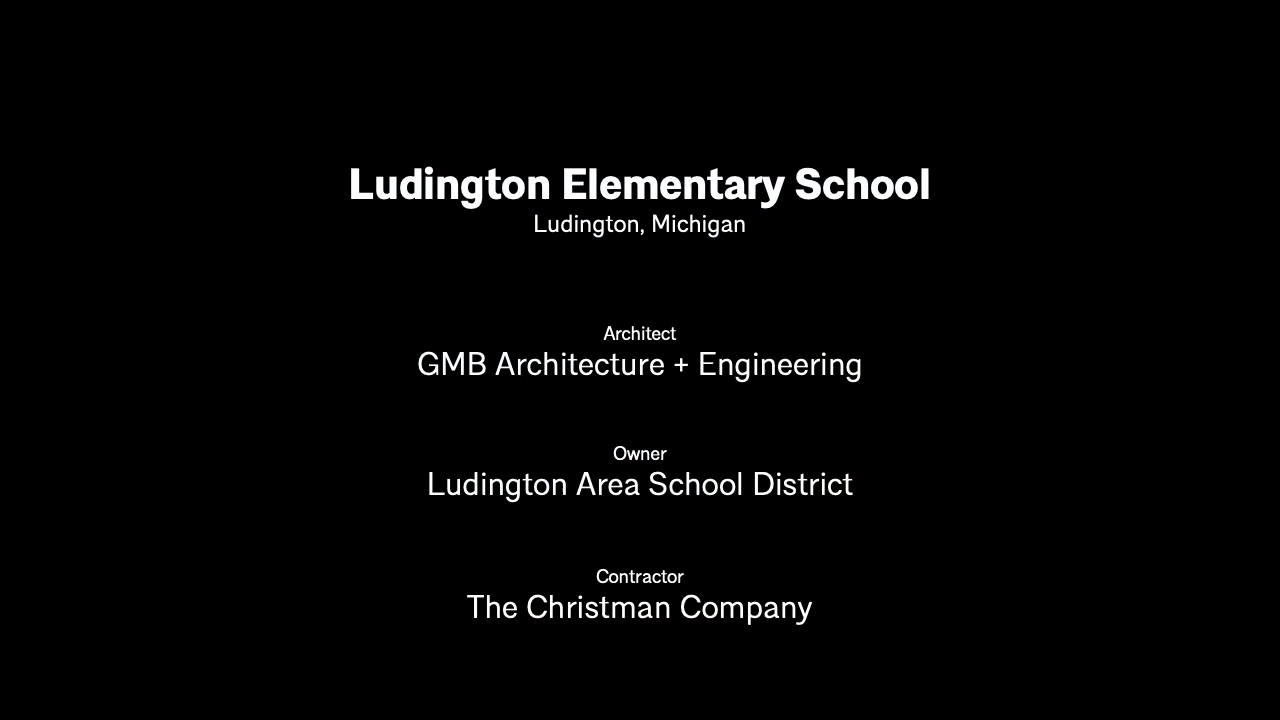 Ludington Elementary School
Ludington, Michigan
Architect
GMB Architecture + Engineering
Owner
Ludington Area School District
Contractor
The Christman Company